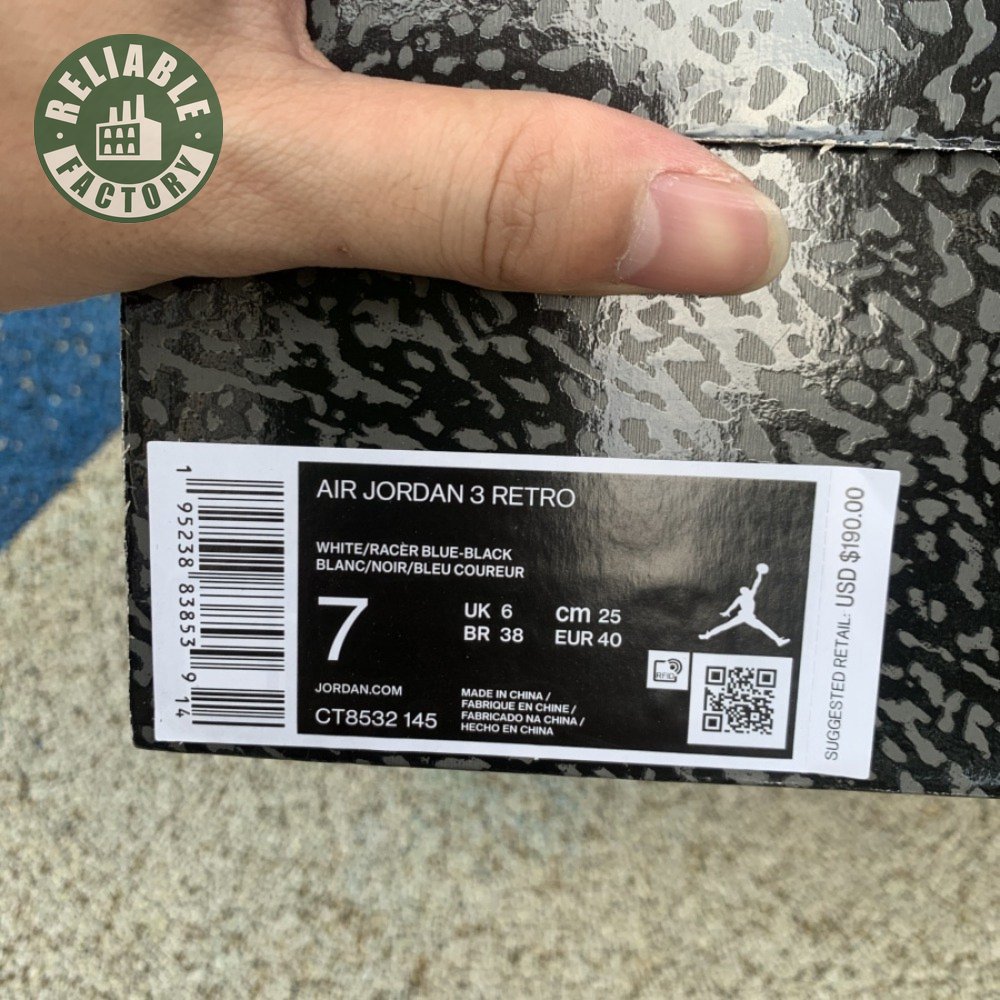 RELIABLE
FACTORY
AIR JORDAN 3 RETRO
WHITE/RACÈR BLUE-BLACK
BLANC/NOIR/BLEU COUREUR
7
UK 6
BR 38
cm 25
EUR 40
RFID
JORDAN.COM
CT8532 145
MADE IN CHINA /
FABRIQUE EN CHINE /
FABRICADO NA CHINA /
HECHO EN CHINA
1 95238 83853 9 14
SUGGESTED RETAIL: USD $190.00